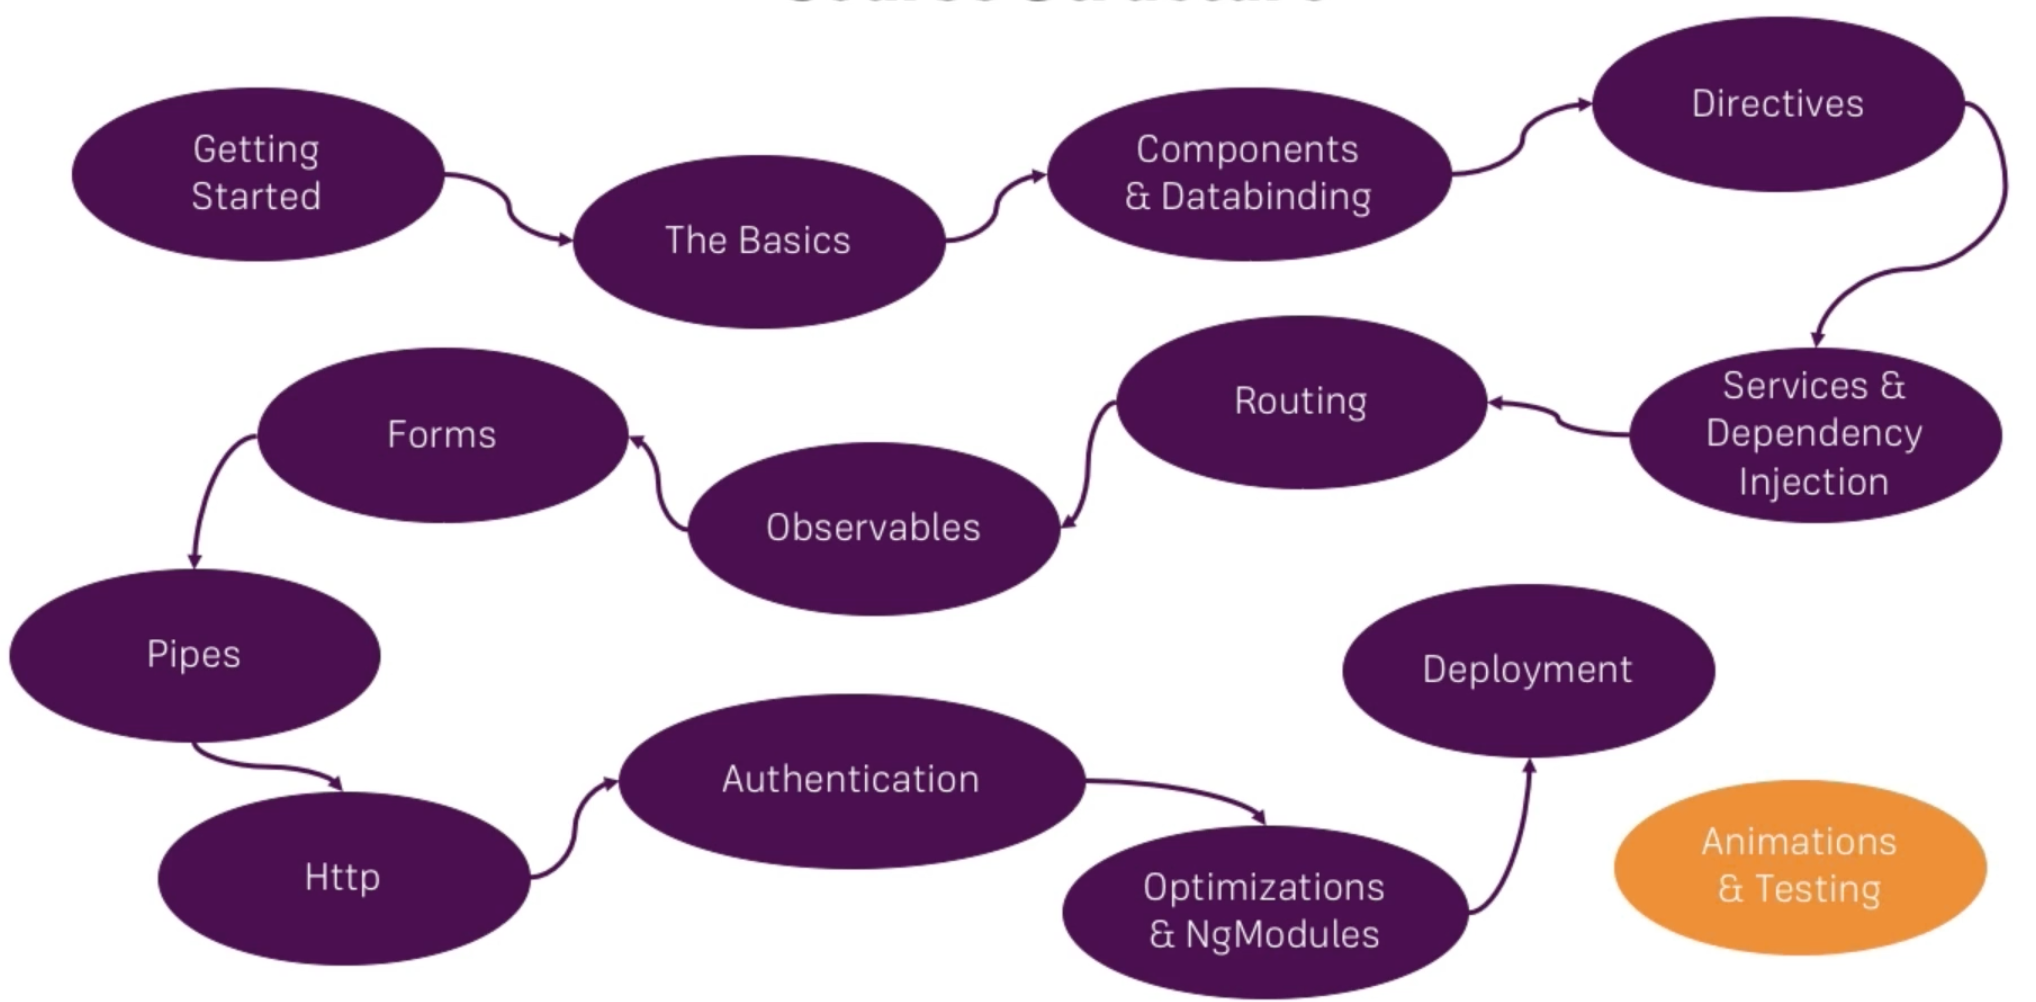 Getting
Started
The Basics
Components
& Databinding
Directives
Services &
Dependency
Injection
Routing
Observables
Forms
Pipes
Http
Authentication
Optimizations
& NgModules
Deployment
Animations
& Testing